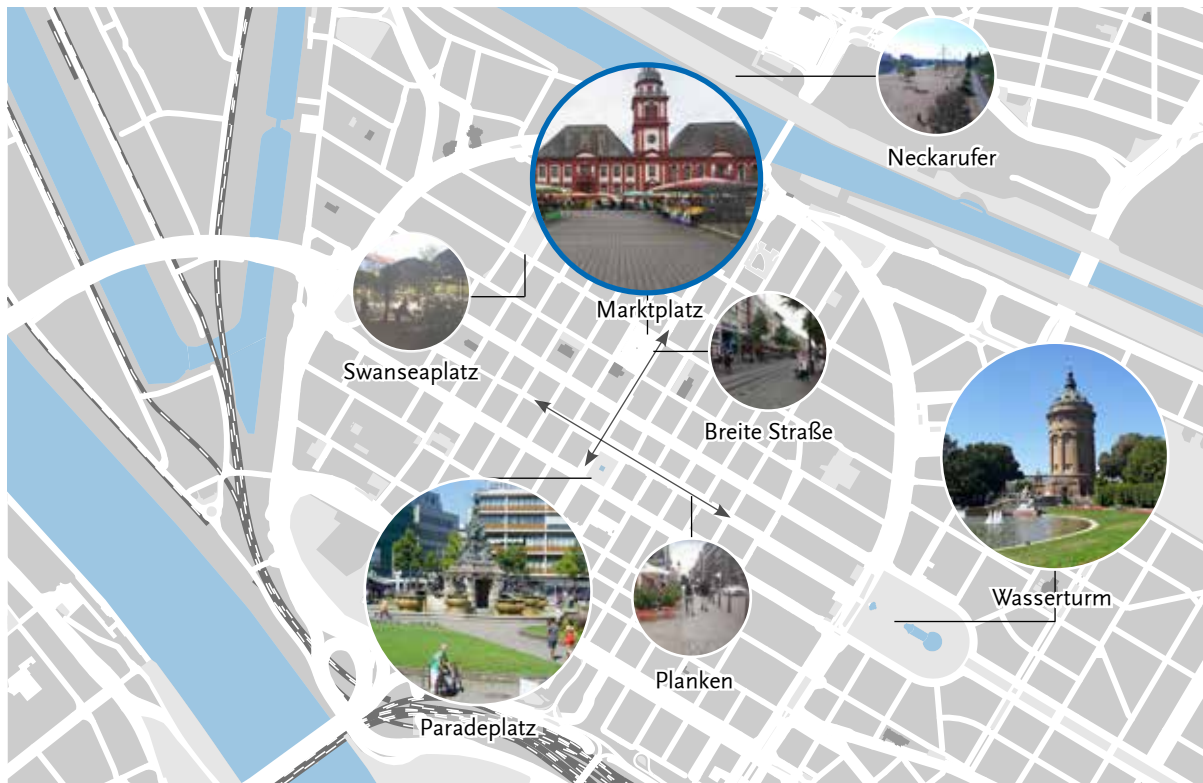 Neckarufer
Marktplatz
Swanseaplatz
Breite Straße
Wasserturm
Planken
Paradeplatz